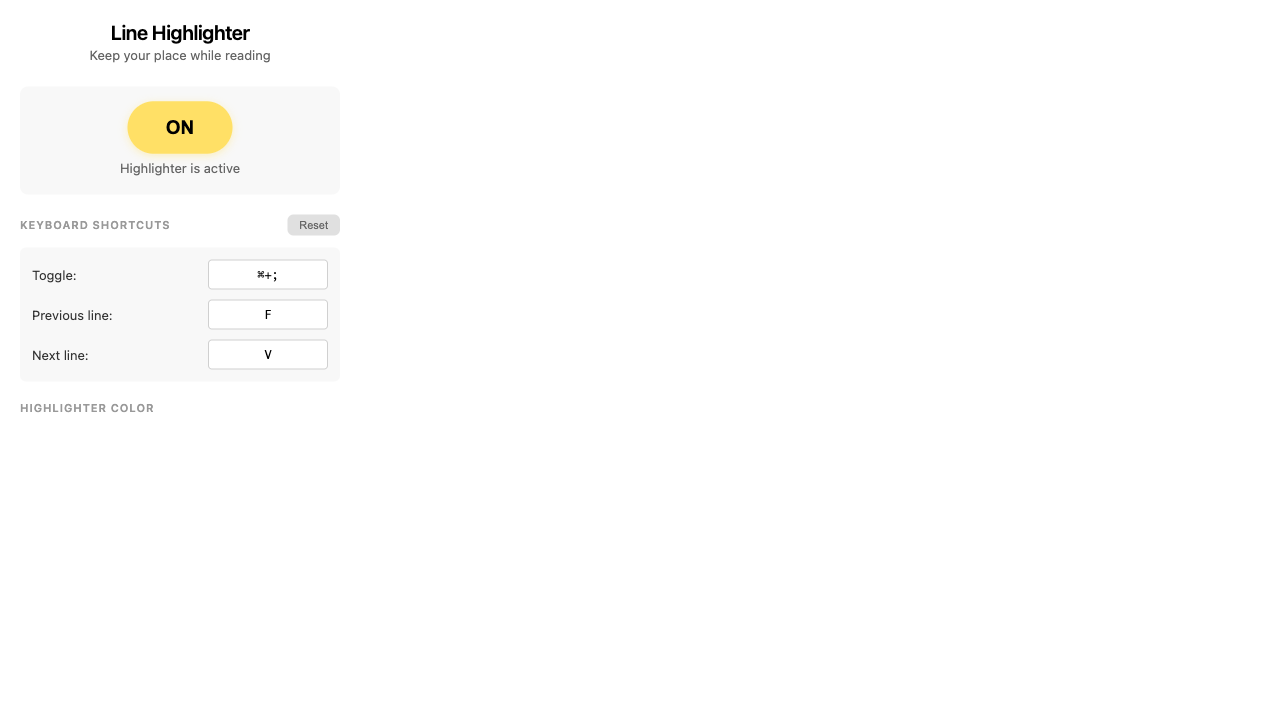 Line Highlighter
Keep your place while reading
ON
Highlighter is active
KEYBOARD SHORTCUTS
Reset
Toggle: ⌘+;
Previous line: F
Next line: V
HIGHLIGHTER COLOR